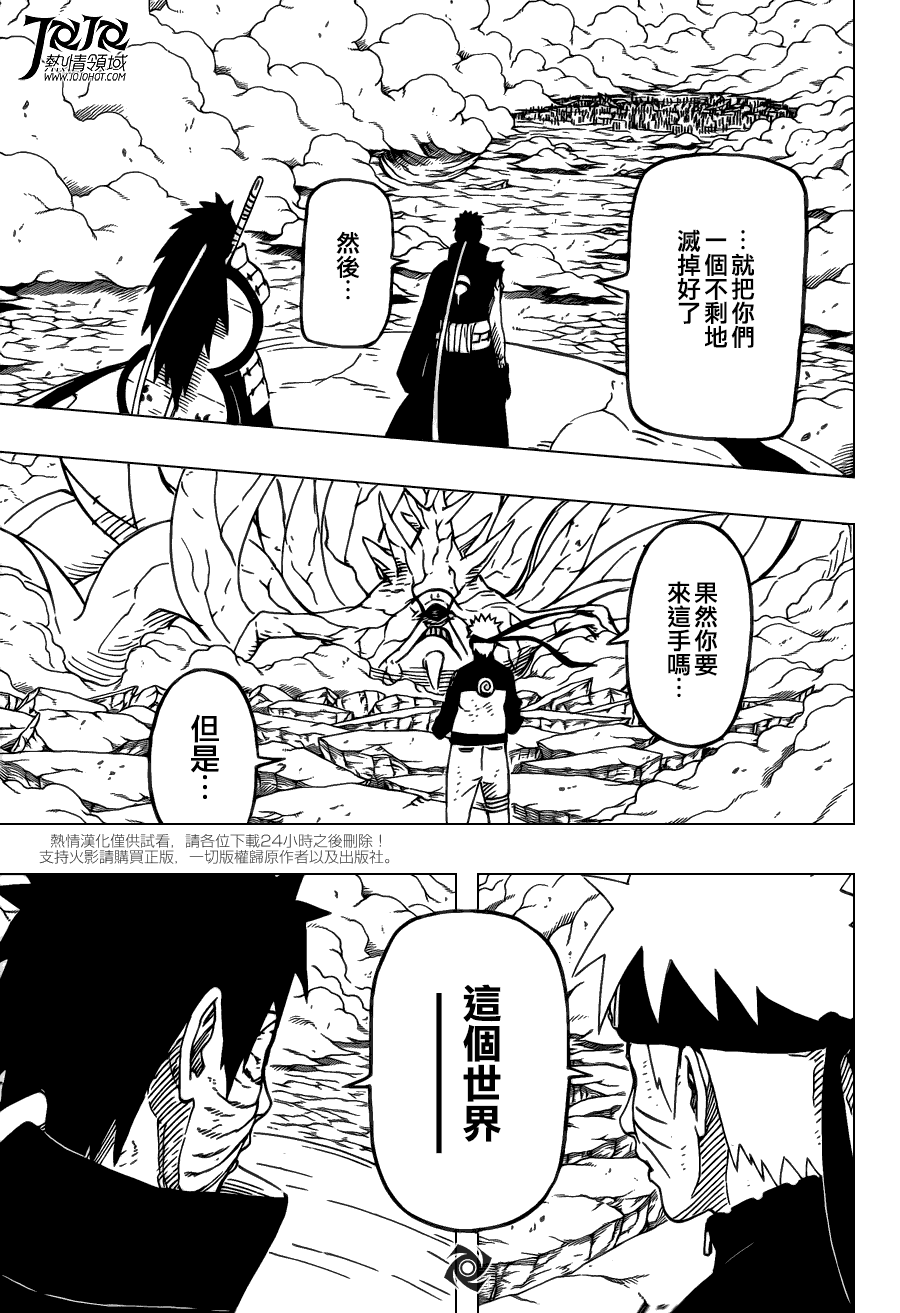 JOJO
熱情領域
WWW.JOJOHOT.COM
…就把你們
一個不剩地
滅掉好了
然後…
果然你要
來這手嗎…
但是…
熱情漢化僅供試看，請各位下載24小時之後刪除！
支持火影請購買正版，一切版權歸原作者以及出版社。
這個世界
——